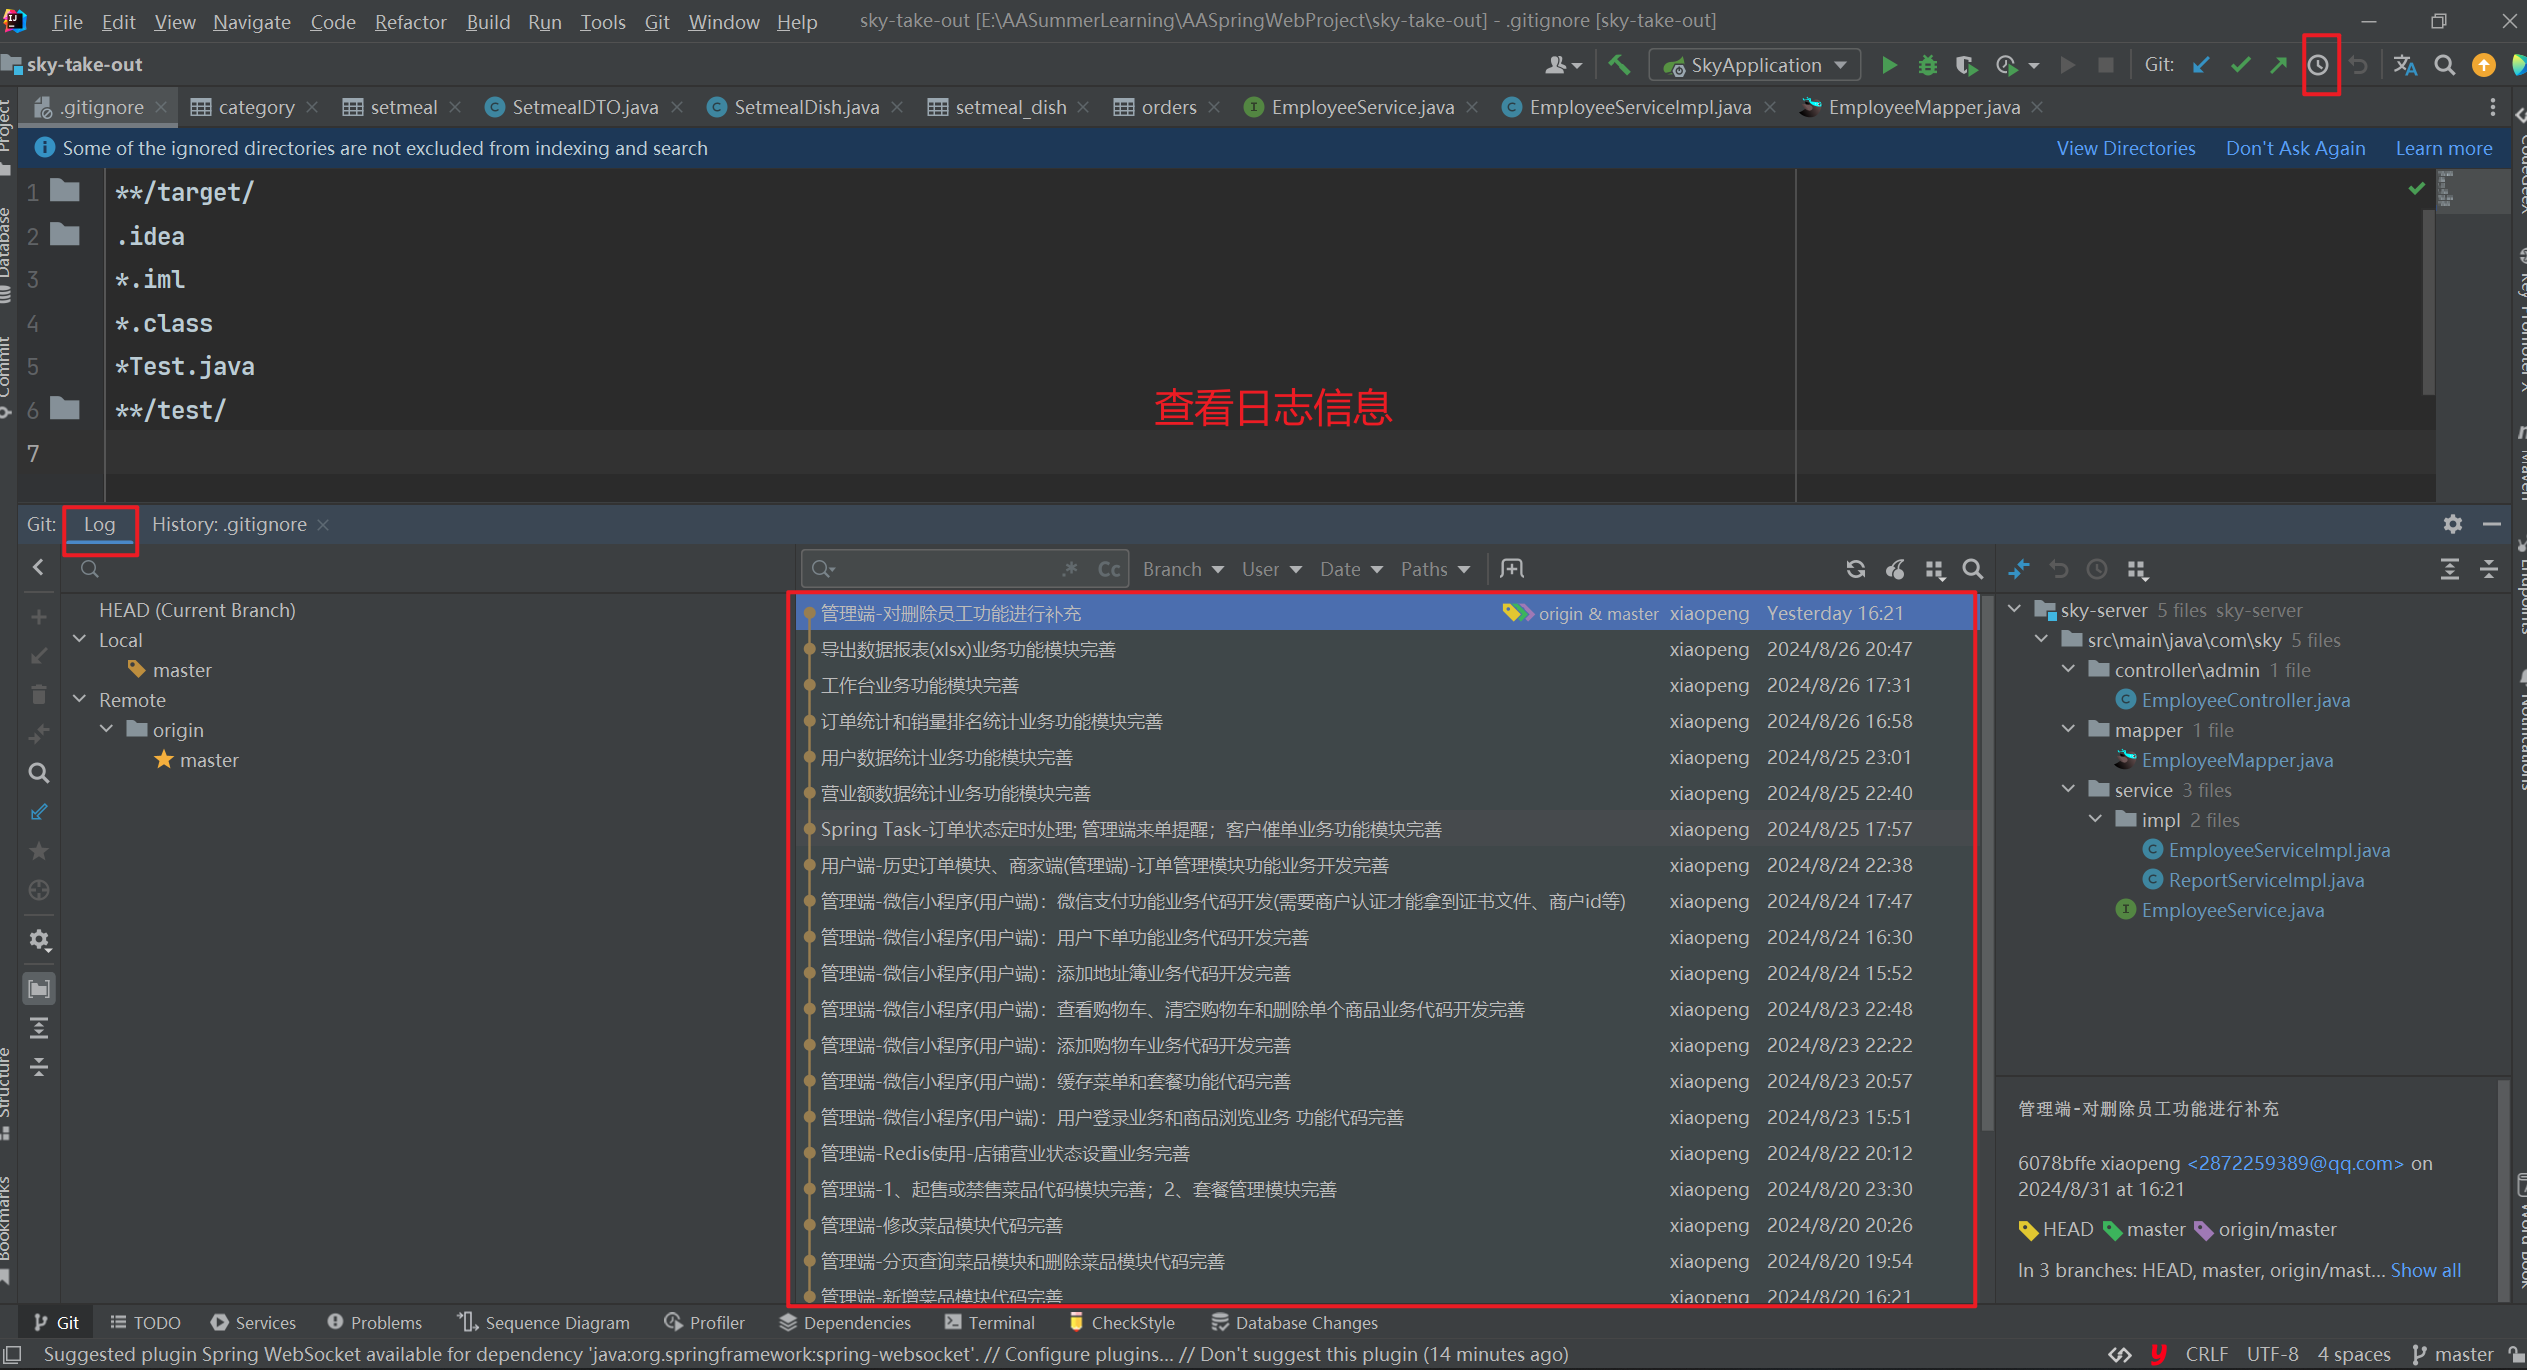 File Edit View Navigate Code Refactor Build Run Tools Git Window Help sky-take-out [E:\AASummerLearning\AASpringWebProject\sky-take-out] - .gitignore [sky-take-out]
sky-take-out SkyApplication Git:
.gitignore category setmeal SetmealDTO.java SetmealDish.java setmeal_dish orders EmployeeService.java EmployeeServiceImpl.java EmployeeMapper.java
Some of the ignored directories are not excluded from indexing and search View Directories Don't Ask Again Learn more
1 **/target/
2 .idea
3 *.iml
4 *.class
5 *Test.java
6 **/test/
7
查看日志信息
Project
Database
Commit
Structure
Bookmarks
Key Promoter X
Endpoints
Notifications
Git: Log History: .gitignore
.* Cc Branch User Date Paths
HEAD (Current Branch)
Local
master
Remote
origin
master
管理端-对删除员工功能进行补充 origin & master xiaopeng Yesterday 16:21
导出数据报表(xlsx)业务功能模块完善 xiaopeng 2024/8/26 20:47
工作台业务功能模块完善 xiaopeng 2024/8/26 17:31
订单统计和销量排名统计业务功能模块完善 xiaopeng 2024/8/26 16:58
用户数据统计业务功能模块完善 xiaopeng 2024/8/25 23:01
营业额数据统计业务功能模块完善 xiaopeng 2024/8/25 22:40
Spring Task-订单状态定时处理; 管理端来单提醒；客户催单业务功能模块完善 xiaopeng 2024/8/25 17:57
用户端-历史订单模块、商家端(管理端)-订单管理模块功能业务开发完善 xiaopeng 2024/8/24 22:38
管理端-微信小程序(用户端)：微信支付功能业务代码开发(需要商户认证才能拿到证书文件、商户id等) xiaopeng 2024/8/24 17:47
管理端-微信小程序(用户端)：用户下单功能业务代码开发完善 xiaopeng 2024/8/24 16:30
管理端-微信小程序(用户端)：添加地址簿业务代码开发完善 xiaopeng 2024/8/24 15:52
管理端-微信小程序(用户端)：查看购物车、清空购物车和删除单个商品业务代码开发完善 xiaopeng 2024/8/23 22:48
管理端-微信小程序(用户端)：添加购物车业务代码开发完善 xiaopeng 2024/8/23 22:22
管理端-微信小程序(用户端)：缓存菜单和套餐功能代码完善 xiaopeng 2024/8/23 20:57
管理端-微信小程序(用户端)：用户登录业务和商品浏览业务 功能代码完善 xiaopeng 2024/8/23 15:51
管理端-Redis使用-店铺营业状态设置业务完善 xiaopeng 2024/8/22 20:12
管理端-1、起售或禁售菜品代码模块完善；2、套餐管理模块完善 xiaopeng 2024/8/20 23:30
管理端-修改菜品模块代码完善 xiaopeng 2024/8/20 20:26
管理端-分页查询菜品模块和删除菜品模块代码完善 xiaopeng 2024/8/20 19:54
管理端-新增菜品模块代码完善 xiaopeng 2024/8/20 16:21
sky-server 5 files sky-server
src\main\java\com\sky 5 files
controller\admin 1 file
EmployeeController.java
mapper 1 file
EmployeeMapper.java
service 3 files
impl 2 files
EmployeeServiceImpl.java
ReportServiceImpl.java
EmployeeService.java
管理端-对删除员工功能进行补充
6078bffe xiaopeng <2872259389@qq.com> on
2024/8/31 at 16:21
HEAD master origin/master
In 3 branches: HEAD, master, origin/mast... Show all
Git TODO Services Problems Sequence Diagram Profiler Dependencies Terminal CheckStyle Database Changes
Suggested plugin Spring WebSocket available for dependency 'java:org.springframework:spring-websocket'. // Configure plugins... // Don't suggest this plugin (14 minutes ago) CRLF UTF-8 4 spaces master